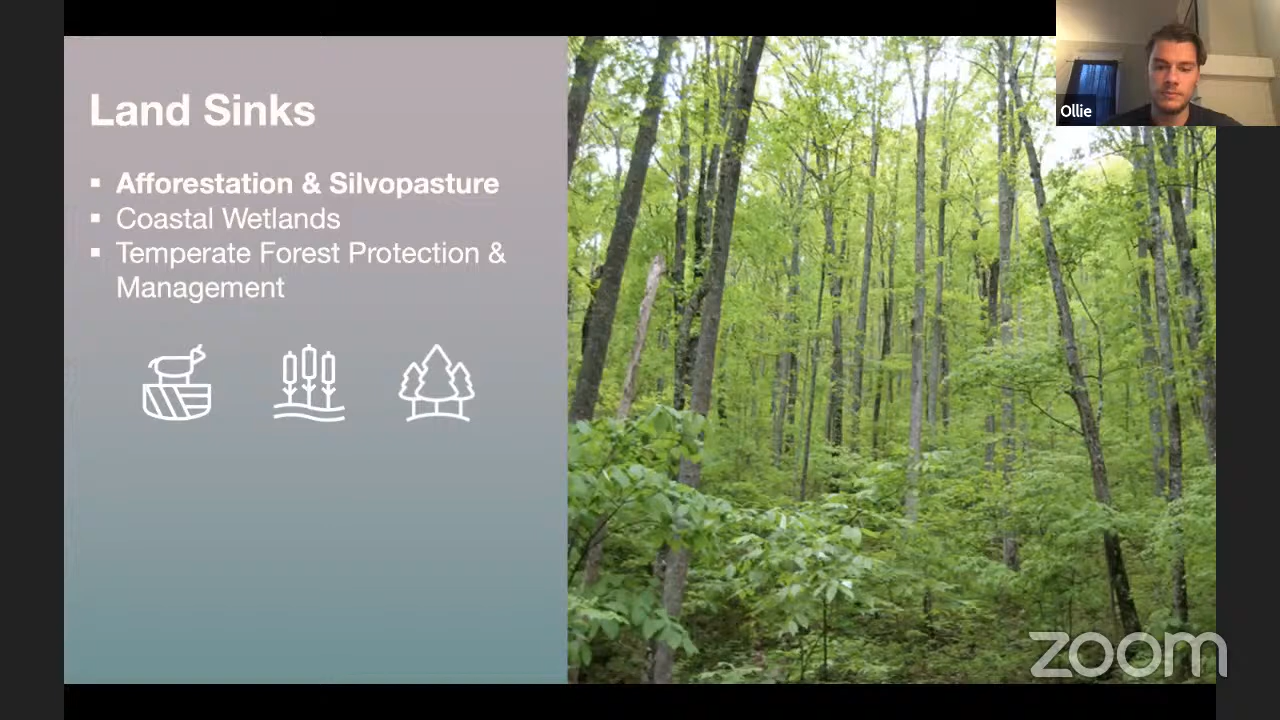 Land Sinks
▪ Afforestation & Silvopasture
▪ Coastal Wetlands
▪ Temperate Forest Protection &
Management
Ollie
zoom